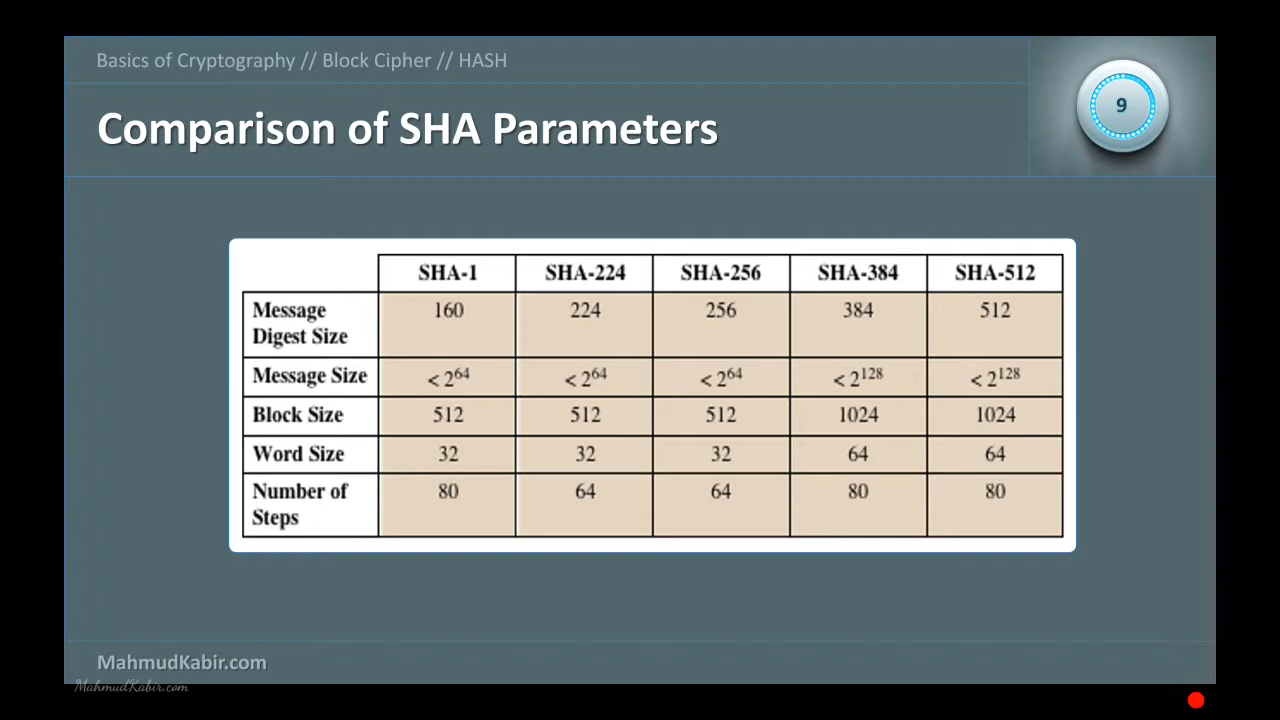 Basics of Cryptography // Block Cipher // HASH
9
Comparison of SHA Parameters
SHA-1 SHA-224 SHA-256 SHA-384 SHA-512
Message Digest Size 160 224 256 384 512
Message Size < 2^64 < 2^64 < 2^64 < 2^128 < 2^128
Block Size 512 512 512 1024 1024
Word Size 32 32 32 64 64
Number of Steps 80 64 64 80 80
MahmudKabir.com
MahmudKabir.com